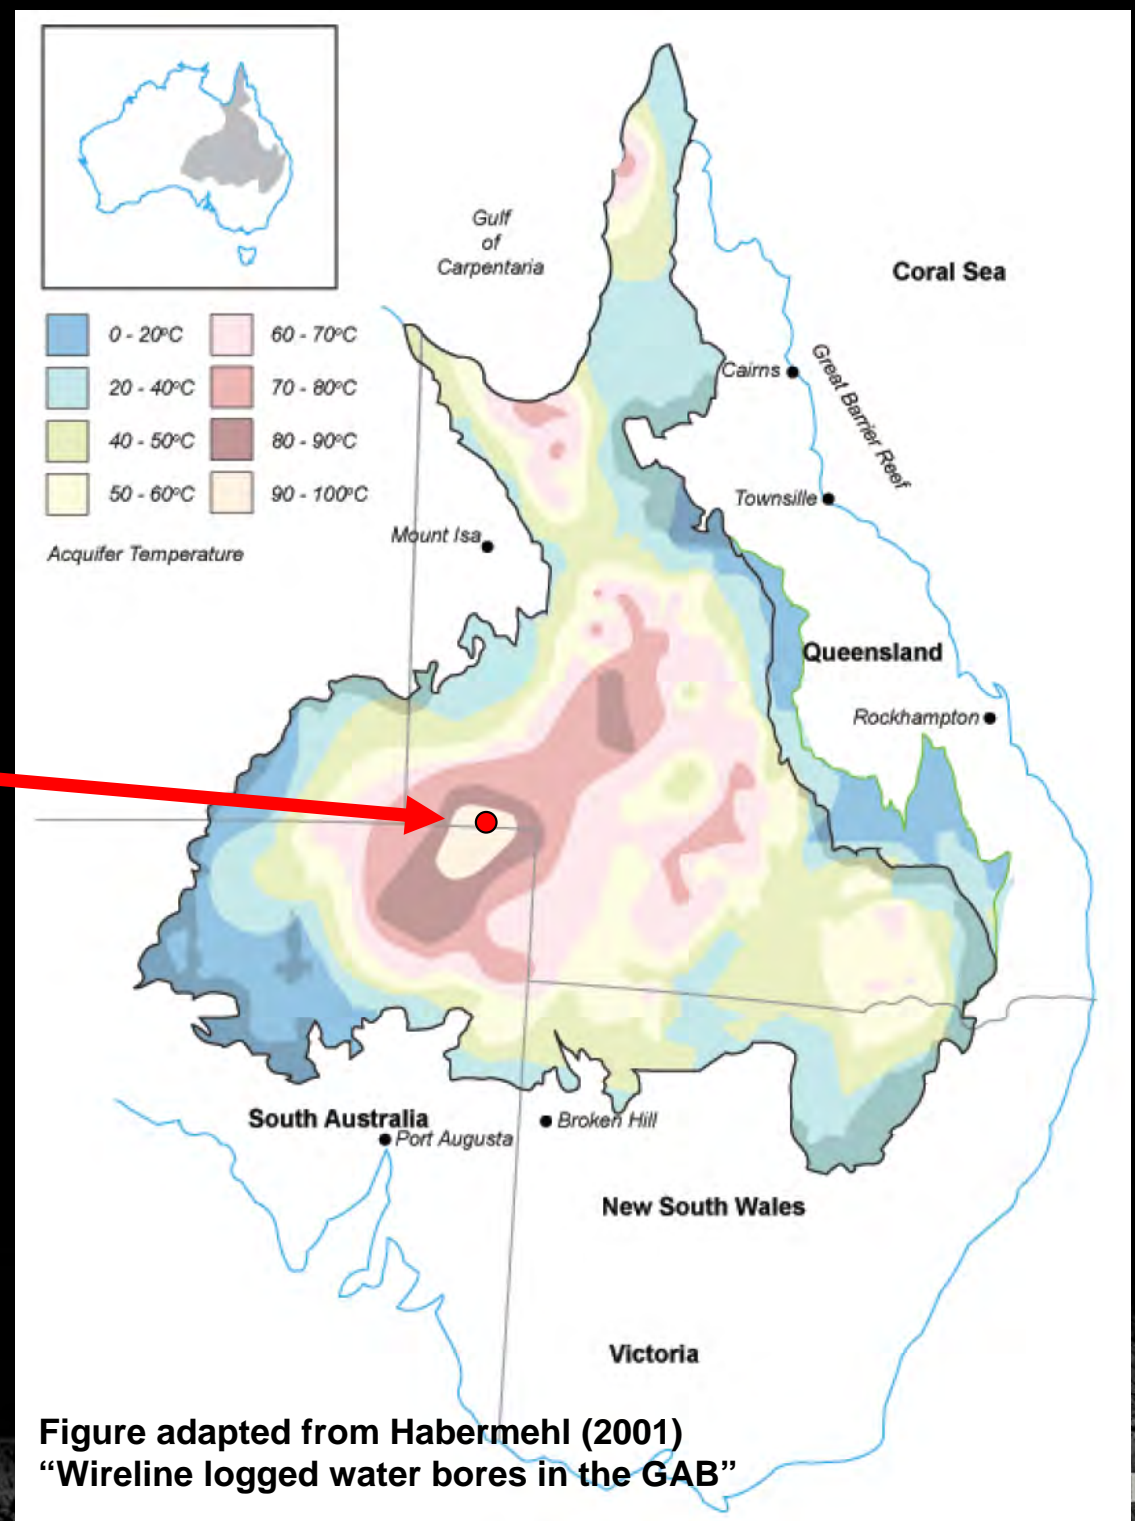 Gulf
of
Carpentaria
Coral Sea
0 - 20°C
60 - 70°C
20 - 40°C
70 - 80°C
40 - 50°C
80 - 90°C
50 - 60°C
90 - 100°C
Acquifer Temperature
Cairns
Great Barrier Reef
Townsille
Mount Isa
Queensland
Rockhampton
South Australia
Port Augusta
Broken Hill
New South Wales
Victoria
Figure adapted from Habermehl (2001)
“Wireline logged water bores in the GAB”